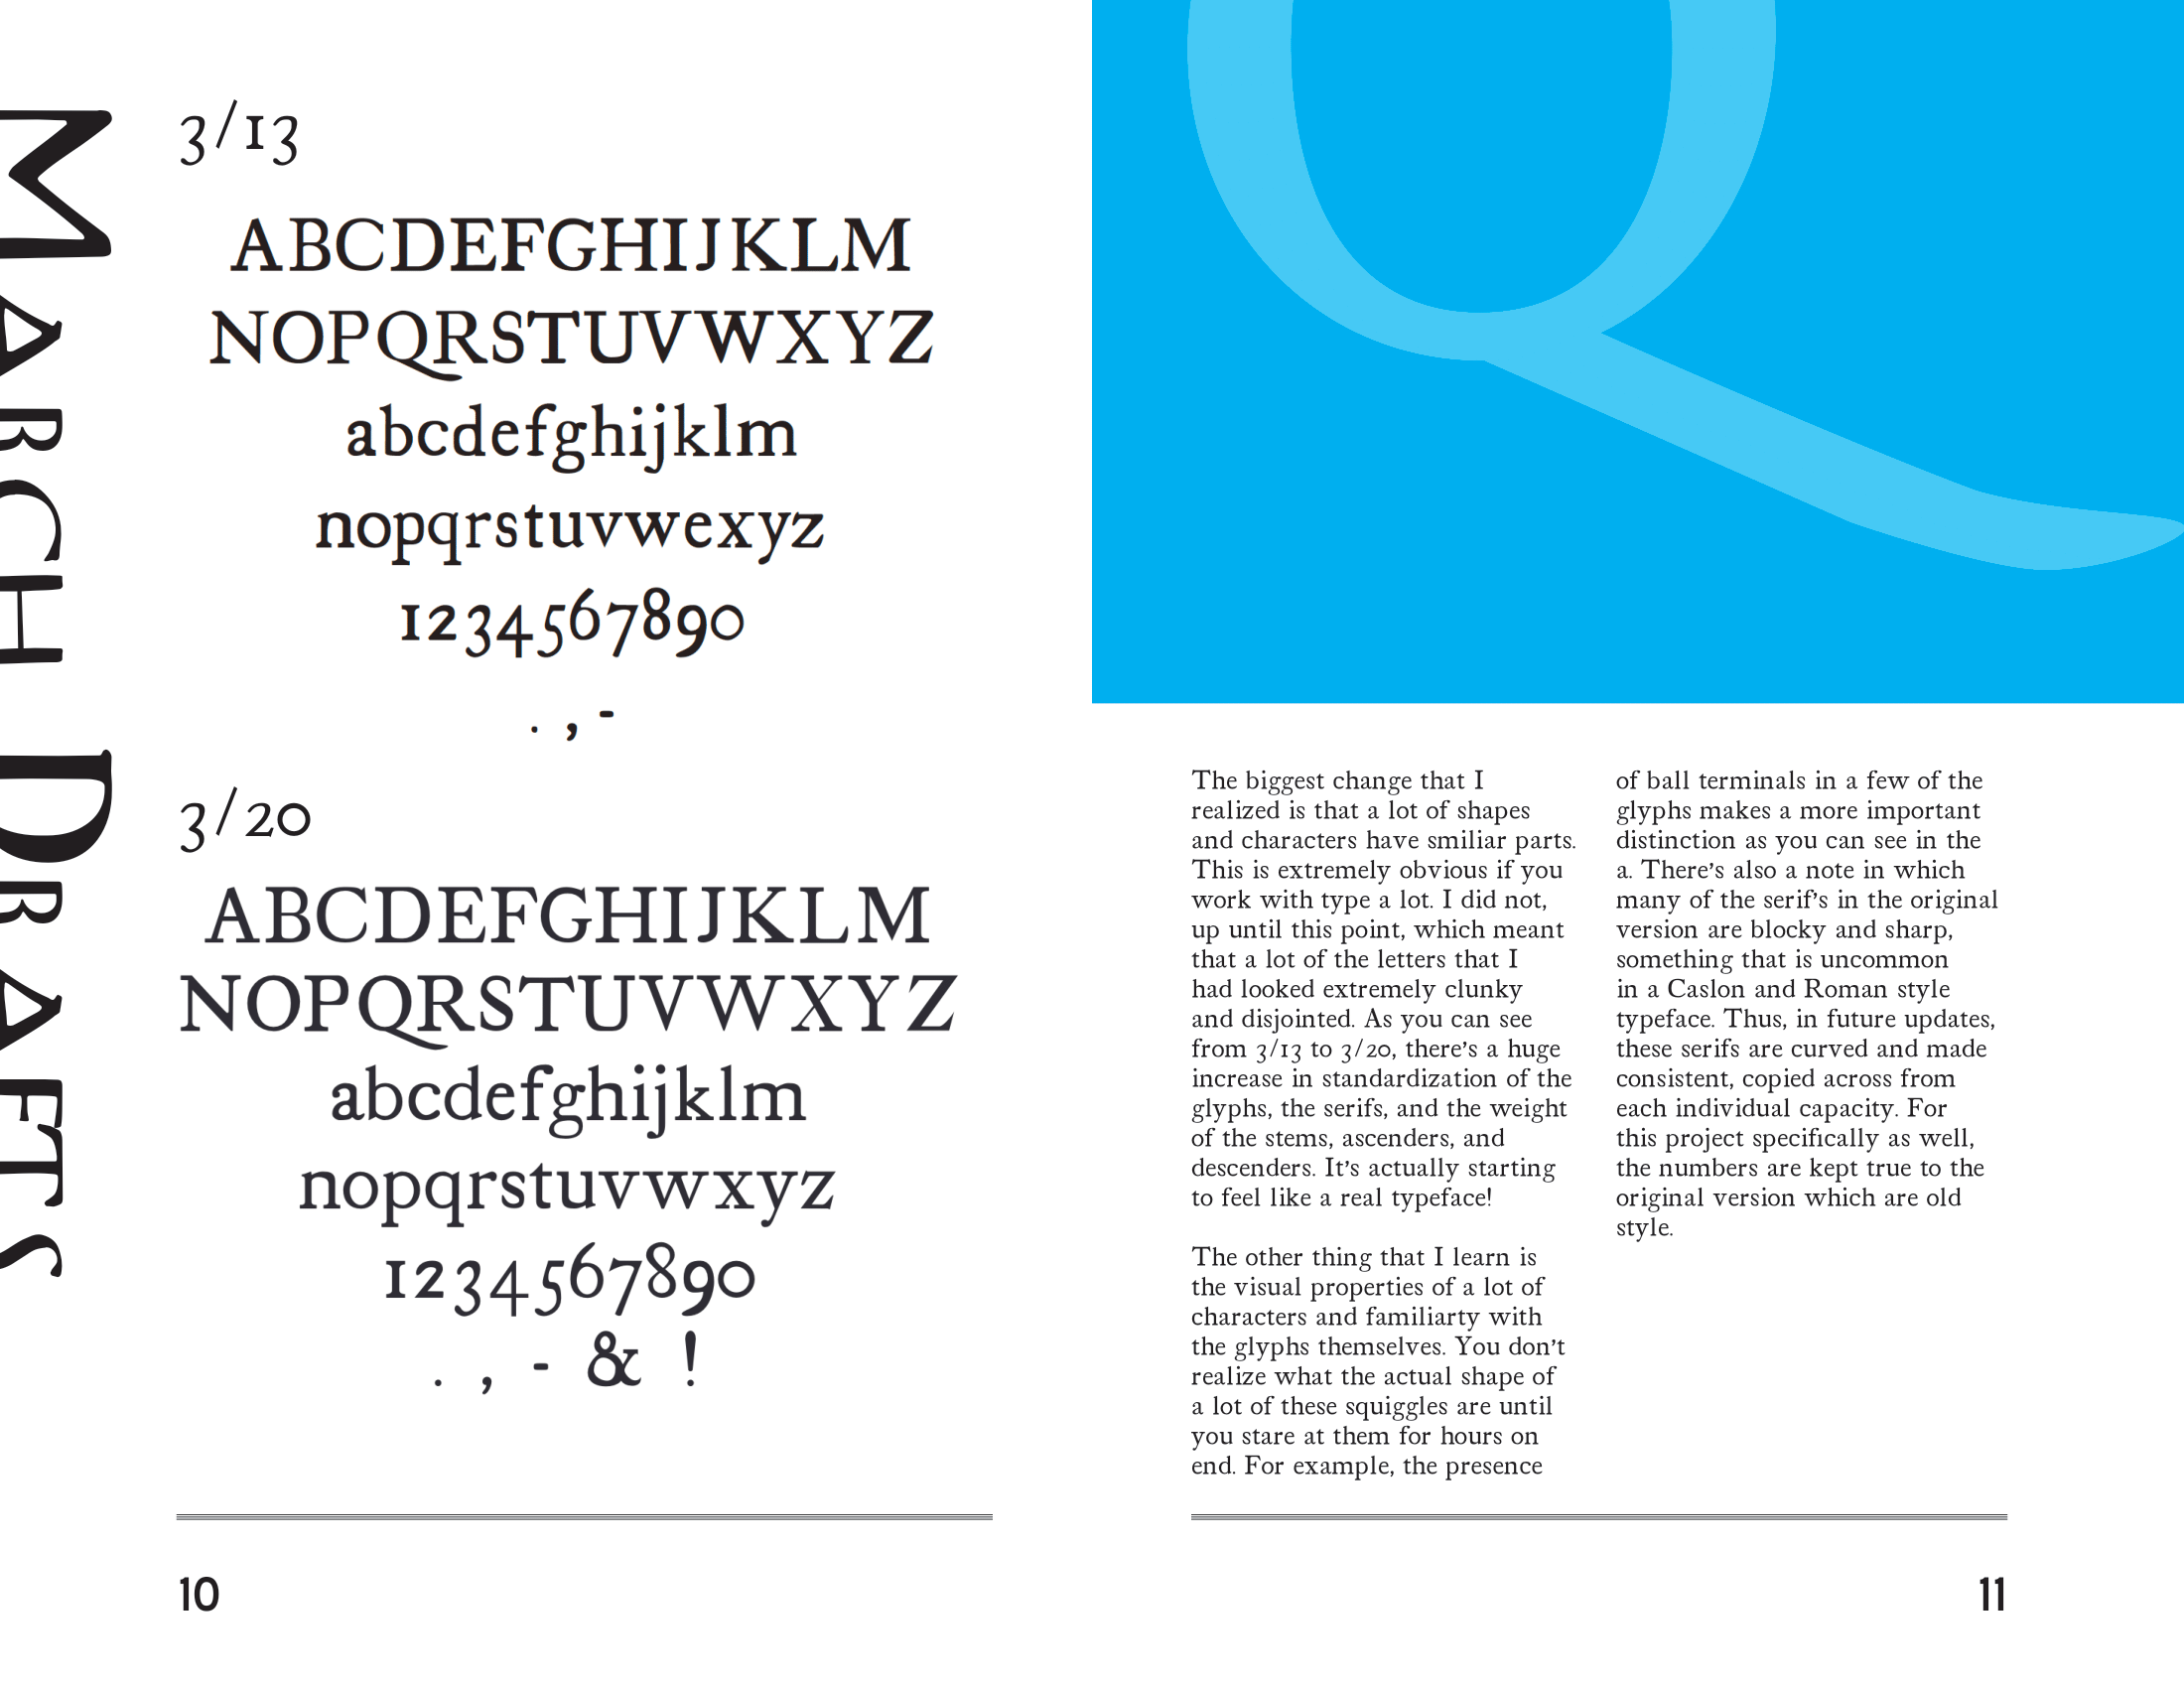 MARCH DRAFTS
3/13
ABCDEFGHIJKLM
NOPQRSTUVWXYZ
abcdefghijklm
nopqrstuvwexyz
1234567890
. , -
3/20
ABCDEFGHIJKLM
NOPQRSTUVWXYZ
abcdefghijklm
nopqrstuvwxyz
1234567890
. , - & !
10
Q
The biggest change that I
realized is that a lot of shapes
and characters have smiliar parts.
This is extremely obvious if you
work with type a lot. I did not,
up until this point, which meant
that a lot of the letters that I
had looked extremely clunky
and disjointed. As you can see
from 3/13 to 3/20, there's a huge
increase in standardization of the
glyphs, the serifs, and the weight
of the stems, ascenders, and
descenders. It's actually starting
to feel like a real typeface!
The other thing that I learn is
the visual properties of a lot of
characters and familiarty with
the glyphs themselves. You don't
realize what the actual shape of
a lot of these squiggles are until
you stare at them for hours on
end. For example, the presence
of ball terminals in a few of the
glyphs makes a more important
distinction as you can see in the
a. There's also a note in which
many of the serif's in the original
version are blocky and sharp,
something that is uncommon
in a Caslon and Roman style
typeface. Thus, in future updates,
these serifs are curved and made
consistent, copied across from
each individual capacity. For
this project specifically as well,
the numbers are kept true to the
original version which are old
style.
11